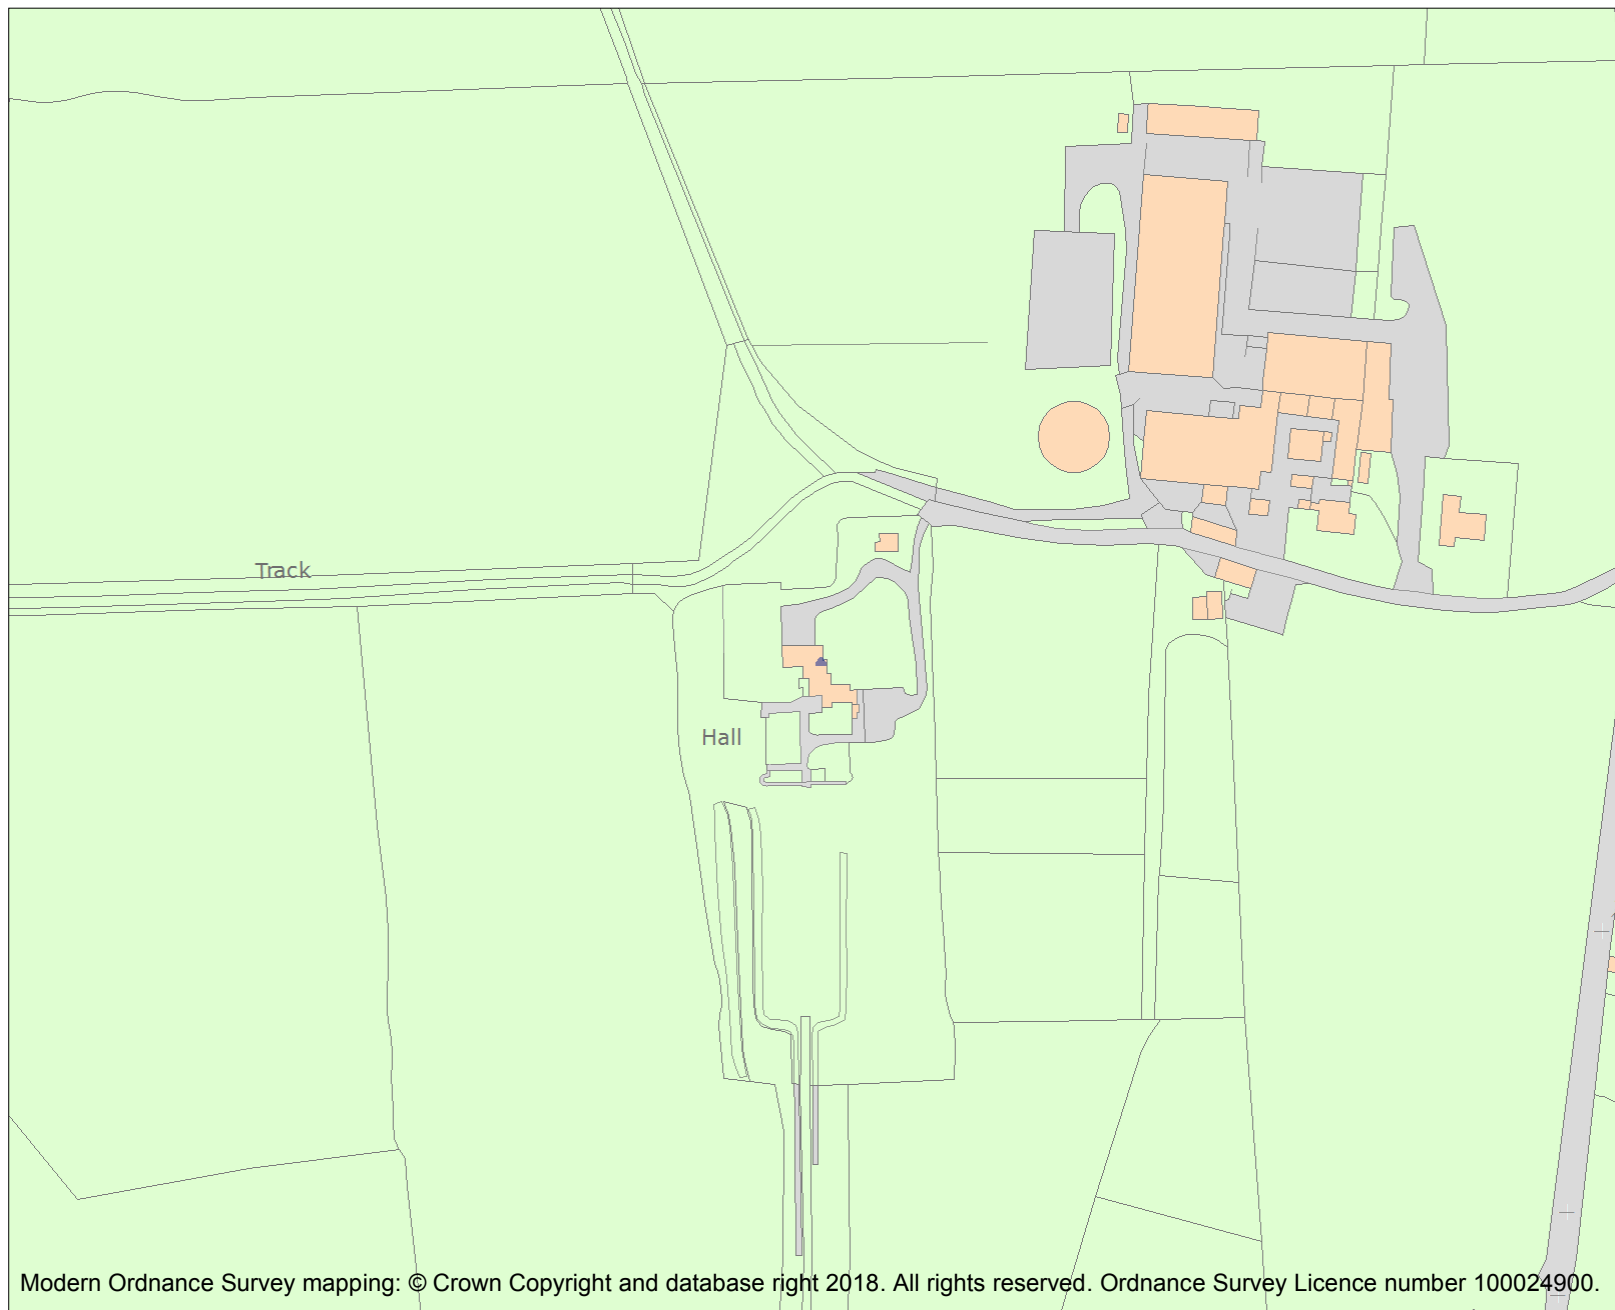 Track
Hall
Modern Ordnance Survey mapping: © Crown Copyright and database right 2018. All rights reserved. Ordnance Survey Licence number 100024900.